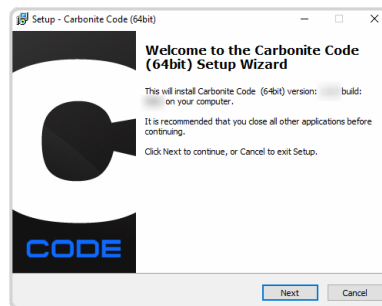 Setup - Carbonite Code (64bit)
Welcome to the Carbonite Code
(64bit) Setup Wizard
This will install Carbonite Code (64bit) version: build:
on your computer.
It is recommended that you close all other applications before
continuing.
Click Next to continue, or Cancel to exit Setup.
C
CODE
Next Cancel